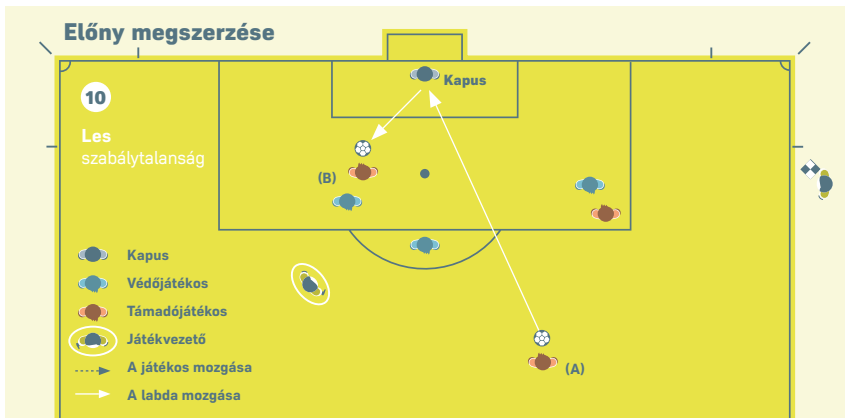 Előny megszerzése
10
Les
szabálytalanság
Kapus
(B)
(A)
Kapus
Védőjátékos
Támadójátékos
Játékvezető
A játékos mozgása
A labda mozgása